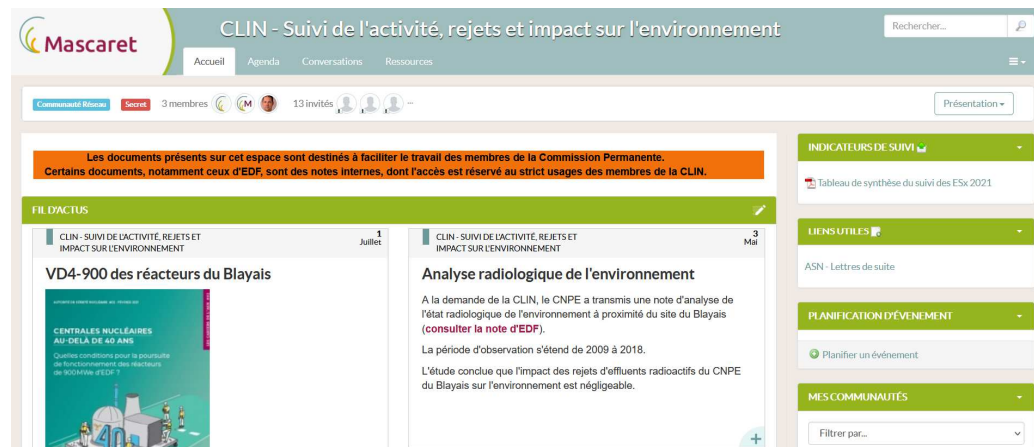 Mascaret
CLIN - Suivi de l'activité, rejets et impact sur l'environnement
Rechercher...
Accueil Agenda Conversations Ressources
Communauté Réseau Secret 3 membres M 13 invités 1 1 1 ...
Présentation
Les documents présents sur cet espace sont destinés à faciliter le travail des membres de la Commission Permanente.
Certains documents, notamment ceux d'EDF, sont des notes internes, dont l'accès est réservé au strict usages des membres de la CLIN.
FIL D'ACTUS
CLIN - SUIVI DE L'ACTIVITÉ, REJETS ET
IMPACT SUR L'ENVIRONNEMENT
1
Juillet
VD4-900 des réacteurs du Blayais
CENTRALES NUCLÉAIRES
AU-DELÀ DE 40 ANS
Quelles conditions pour la poursuite
de fonctionnement des réacteurs
de 900 MWe d'EDF ?
40
CLIN - SUIVI DE L'ACTIVITÉ, REJETS ET
IMPACT SUR L'ENVIRONNEMENT
3
Mai
Analyse radiologique de l'environnement
A la demande de la CLIN, le CNPE a transmis une note d'analyse de
l'état radiologique de l'environnement à proximité du site du Blayais
(consulter la note d'EDF).
La période d'observation s'étend de 2009 à 2018.
L'étude conclue que l'impact des rejets d'effluents radioactifs du CNPE
du Blayais sur l'environnement est négligeable.
INDICATEURS DE SUIVI
Tableau de synthèse du suivi des ESx 2021
LIENS UTILES
ASN - Lettres de suite
PLANIFICATION D'ÉVENEMENT
Planifier un événement
MES COMMUNAUTÉS
Filtrer par...